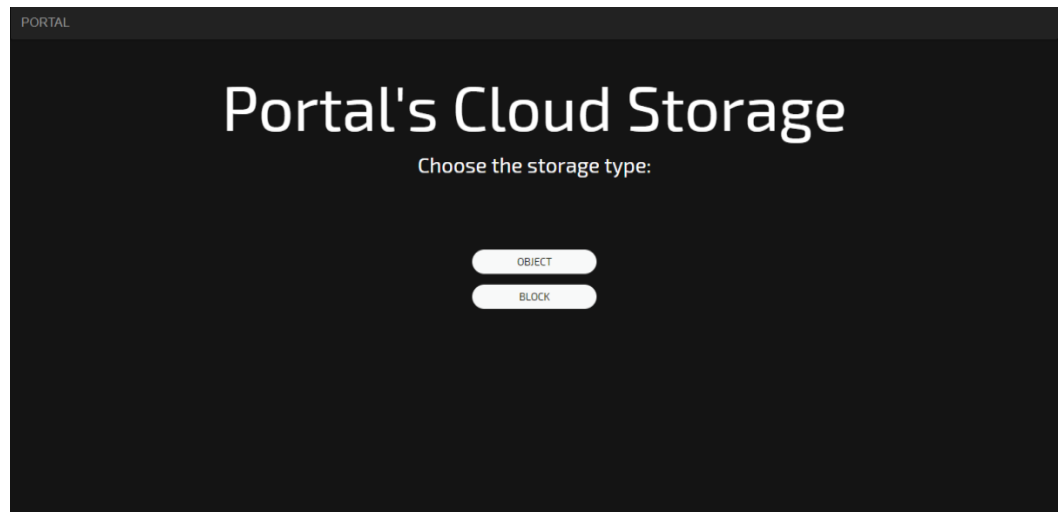 PORTAL
Portal's Cloud Storage
Choose the storage type:
OBJECT
BLOCK